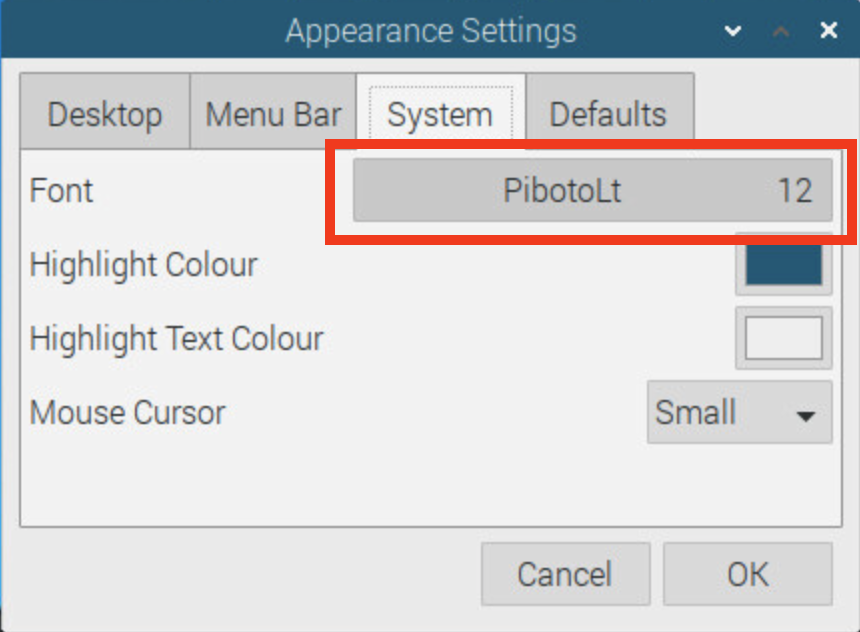 Appearance Settings
Desktop Menu Bar System Defaults
Font PibotoLt 12
Highlight Colour
Highlight Text Colour
Mouse Cursor Small
Cancel OK